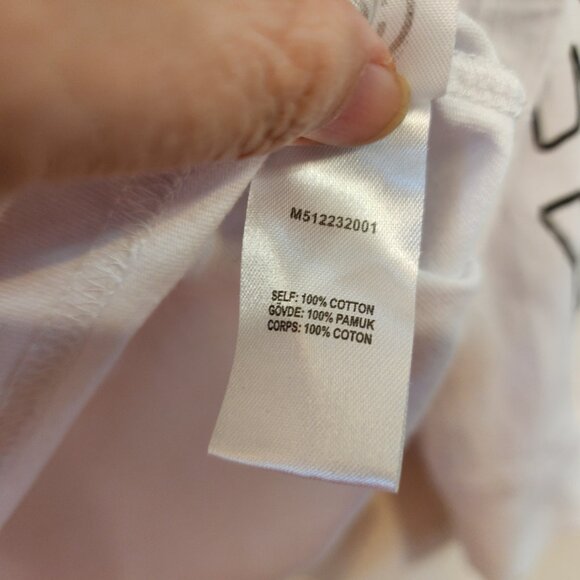 M512232001
SELF: 100% COTTON
GÖVDE: 100% PAMUK
CORPS: 100% COTON